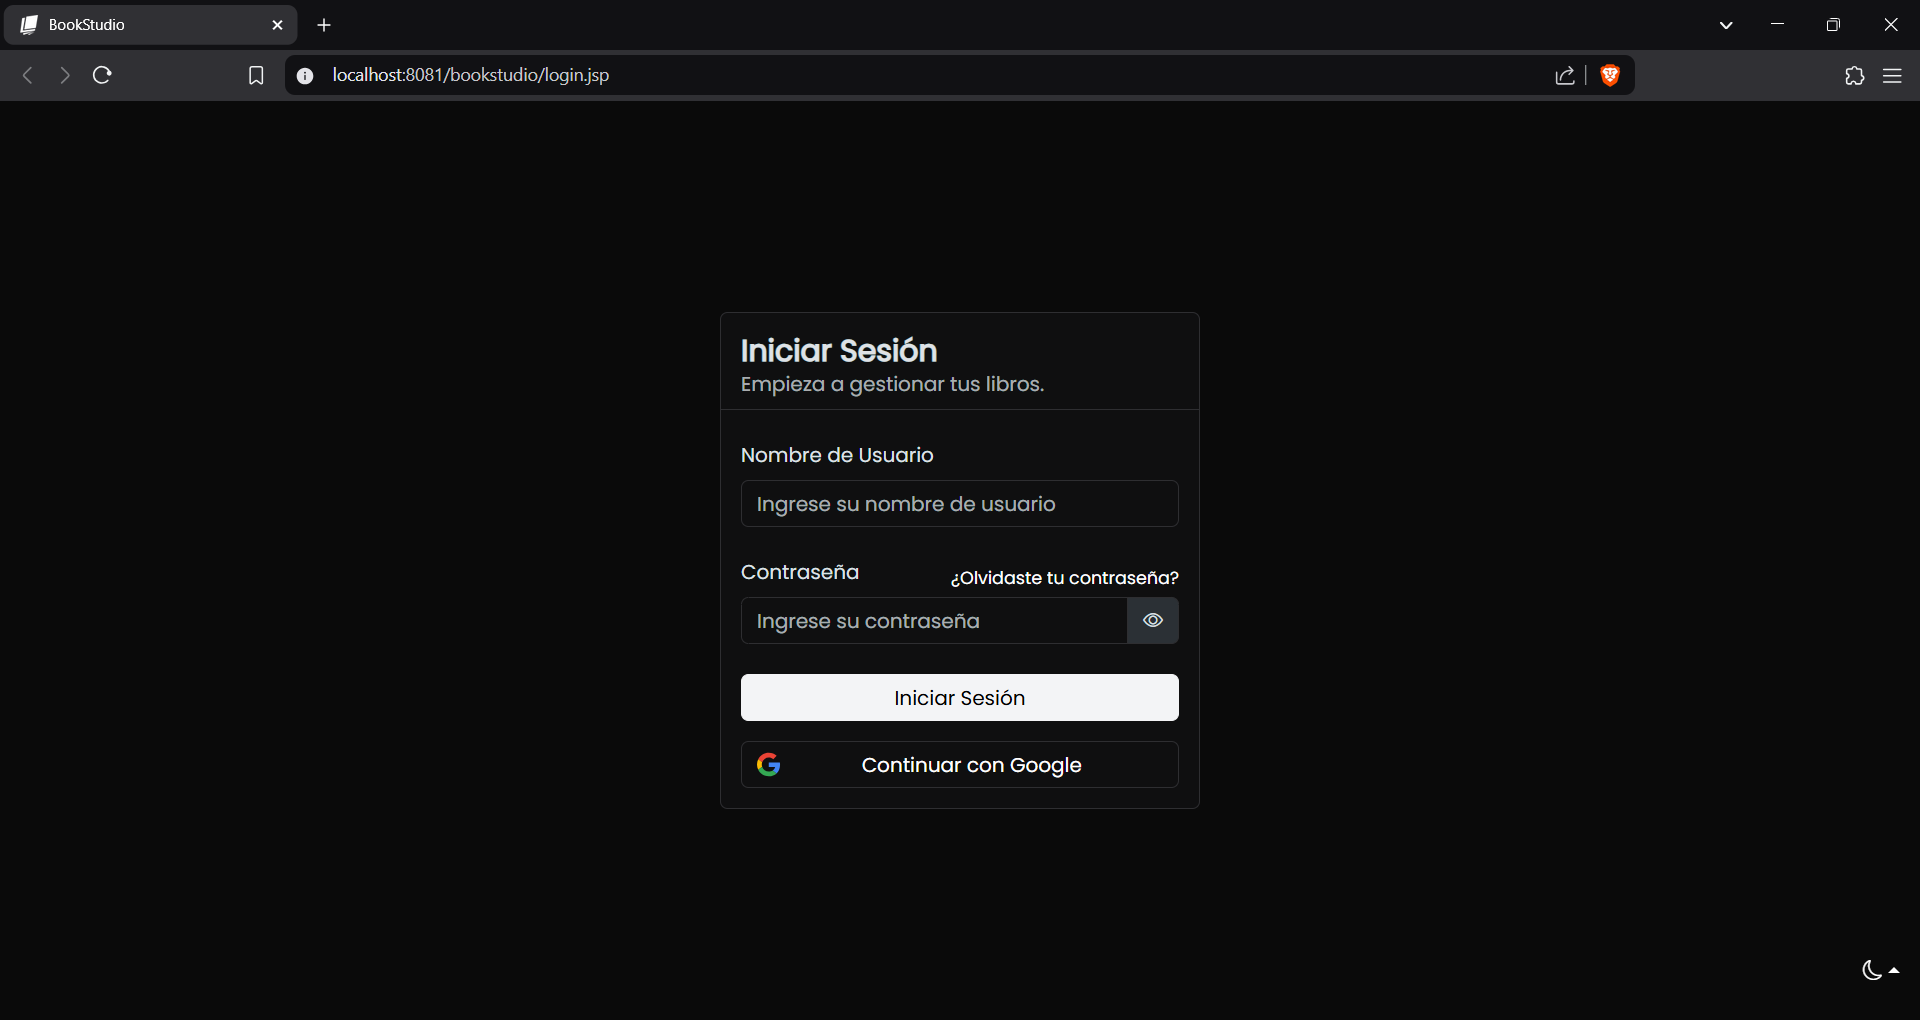 BookStudio
localhost:8081/bookstudio/login.jsp
Iniciar Sesión
Empieza a gestionar tus libros.
Nombre de Usuario
Ingrese su nombre de usuario
Contraseña
¿Olvidaste tu contraseña?
Ingrese su contraseña
Iniciar Sesión
Continuar con Google